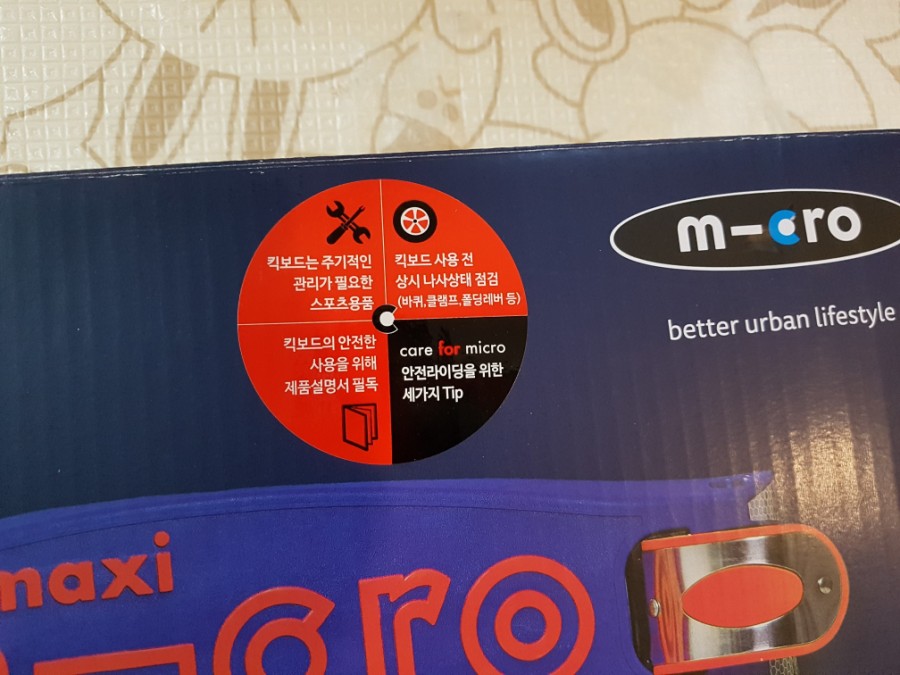 킥보드는 주기적인
관리가 필요한
스포츠용품
킥보드 사용 전
상시 나사상태 점검
(바퀴,클램프,폴딩레버 등)
킥보드의 안전한
사용을 위해
제품설명서 필독
care for micro
안전라이딩을 위한
세가지 Tip
m-cro
better urban lifestyle
maxi
cro